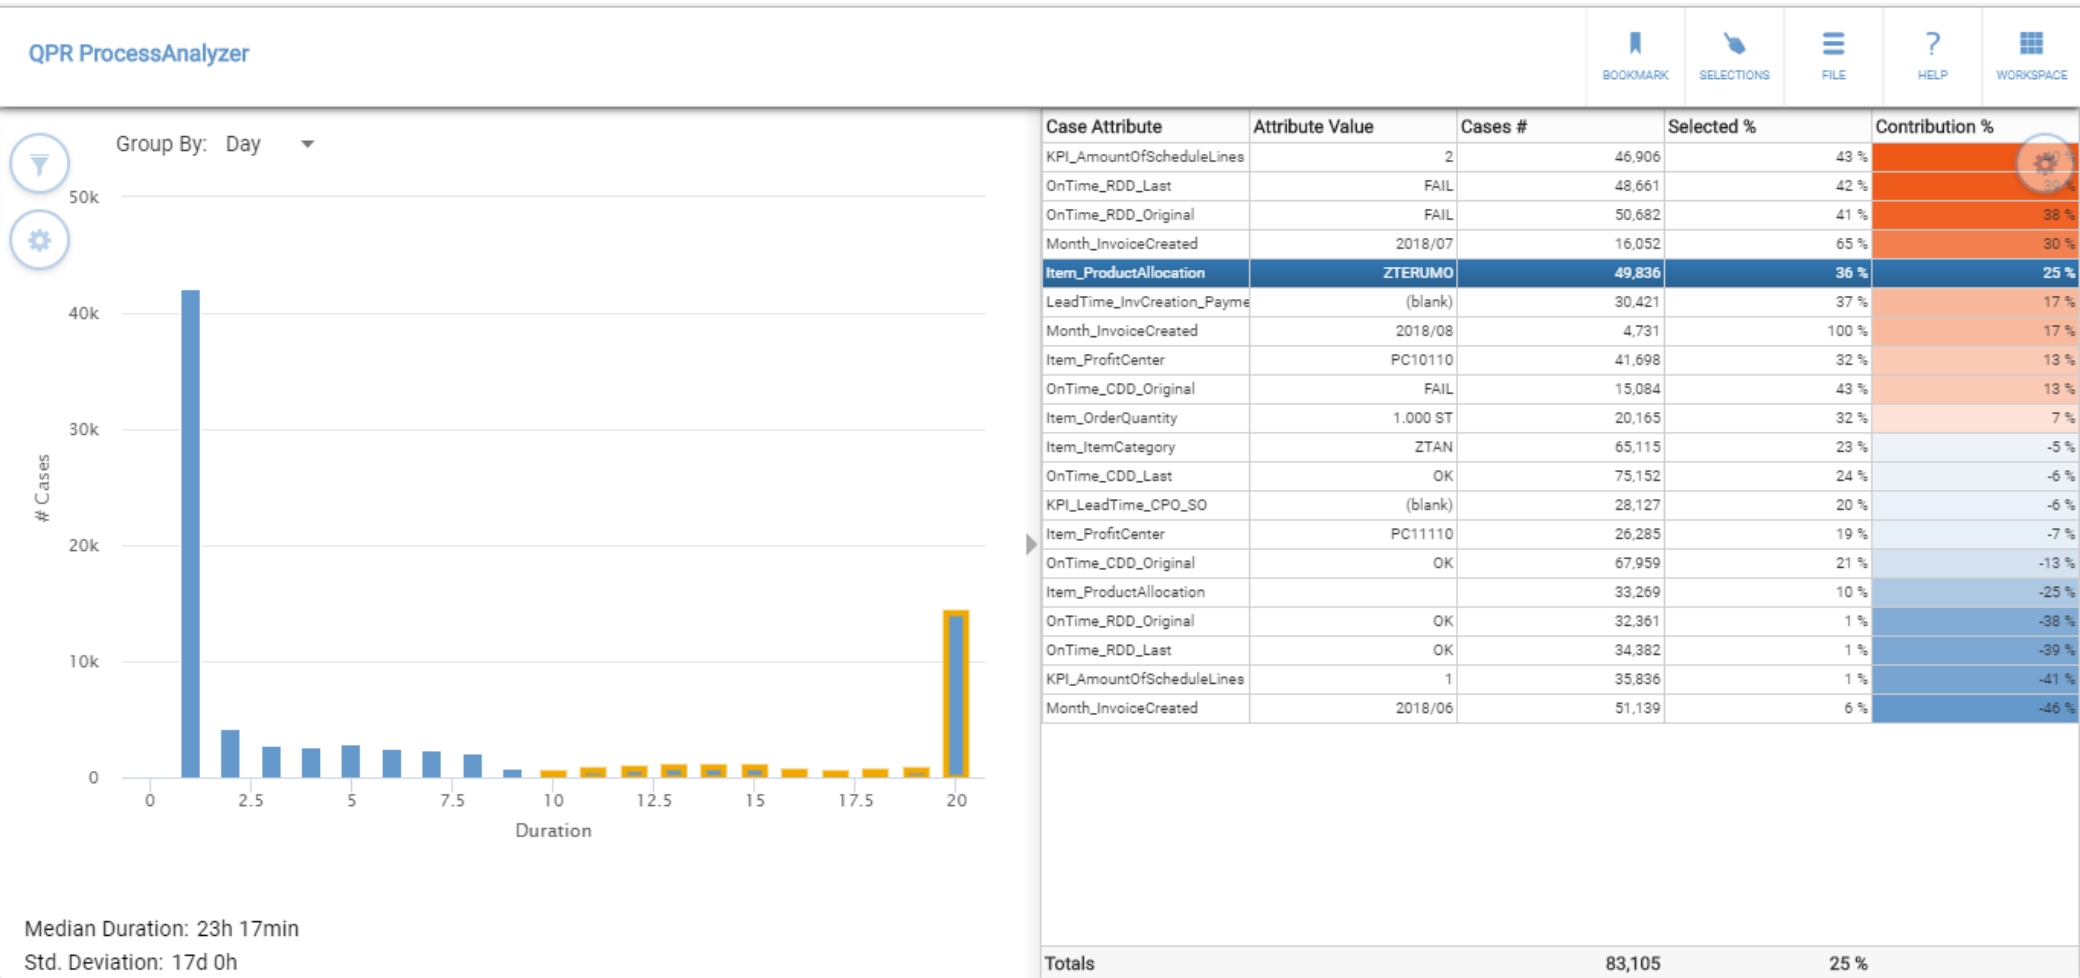 QPR ProcessAnalyzer
BOOKMARK
SELECTIONS
FILE
?
HELP
WORKSPACE
Group By: Day
50k
40k
30k
20k
10k
0
# Cases
0 2.5 5 7.5 10 12.5 15 17.5 20
Duration
Median Duration: 23h 17min
Std. Deviation: 17d 0h
Case Attribute Attribute Value Cases # Selected % Contribution %
KPI_AmountOfScheduleLines 2 46,906 43 %
OnTime_RDD_Last FAIL 48,661 42 % 39 %
OnTime_RDD_Original FAIL 50,682 41 % 38 %
Month_InvoiceCreated 2018/07 16,052 65 % 30 %
Item_ProductAllocation ZTERUMO 49,836 36 % 25 %
LeadTime_InvCreation_Payme (blank) 30,421 37 % 17 %
Month_InvoiceCreated 2018/08 4,731 100 % 17 %
Item_ProfitCenter PC10110 41,698 32 % 13 %
OnTime_CDD_Original FAIL 15,084 43 % 13 %
Item_OrderQuantity 1.000 ST 20,165 32 % 7 %
Item_ItemCategory ZTAN 65,115 23 % -5 %
OnTime_CDD_Last OK 75,152 24 % -6 %
KPI_LeadTime_CPO_SO (blank) 28,127 20 % -6 %
Item_ProfitCenter PC11110 26,285 19 % -7 %
OnTime_CDD_Original OK 67,959 21 % -13 %
Item_ProductAllocation 33,269 10 % -25 %
OnTime_RDD_Original OK 32,361 1 % -38 %
OnTime_RDD_Last OK 34,382 1 % -39 %
KPI_AmountOfScheduleLines 1 35,836 1 % -41 %
Month_InvoiceCreated 2018/06 51,139 6 % -46 %
Totals 83,105 25 %